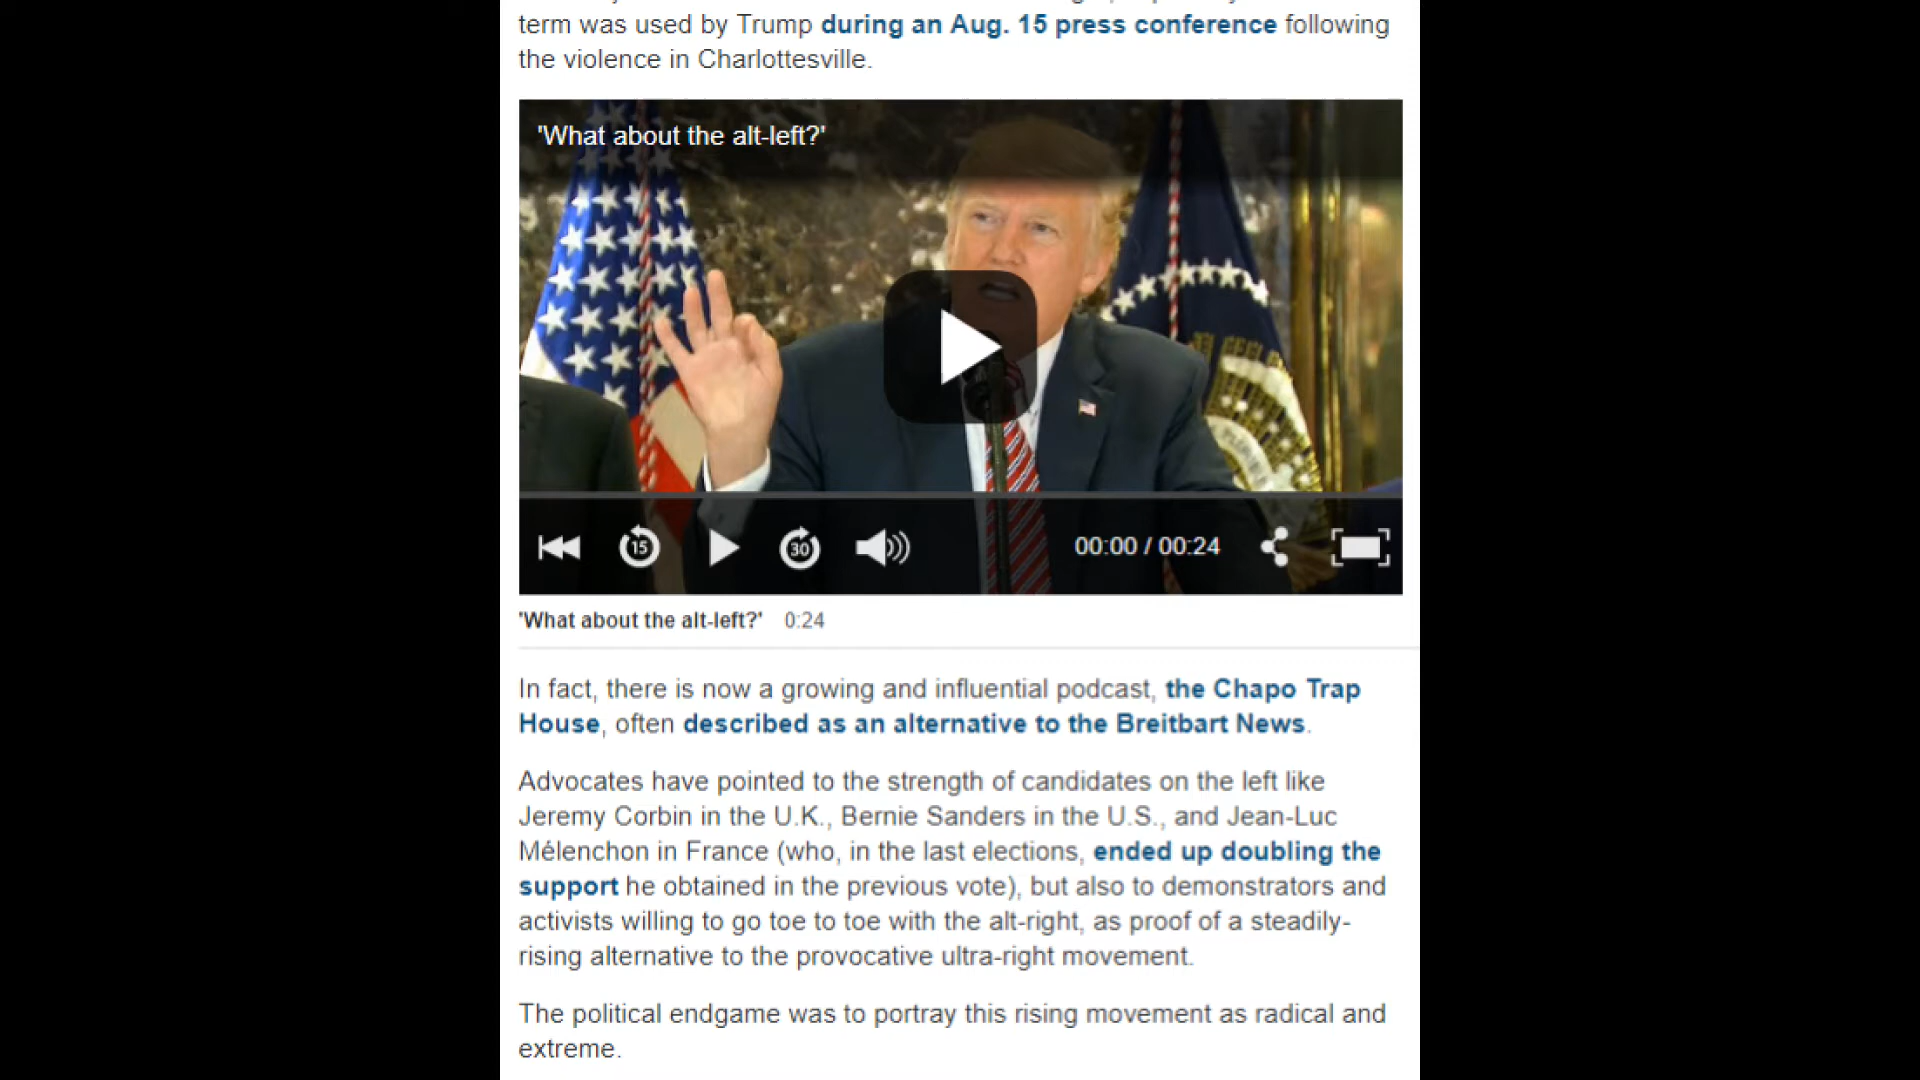 term was used by Trump during an Aug. 15 press conference following
the violence in Charlottesville.
'What about the alt-left?'
15
30
00:00 / 00:24
'What about the alt-left?' 0:24
In fact, there is now a growing and influential podcast, the Chapo Trap
House, often described as an alternative to the Breitbart News.
Advocates have pointed to the strength of candidates on the left like
Jeremy Corbin in the U.K., Bernie Sanders in the U.S., and Jean-Luc
Mélenchon in France (who, in the last elections, ended up doubling the
support he obtained in the previous vote), but also to demonstrators and
activists willing to go toe to toe with the alt-right, as proof of a steadily-
rising alternative to the provocative ultra-right movement.
The political endgame was to portray this rising movement as radical and
extreme.